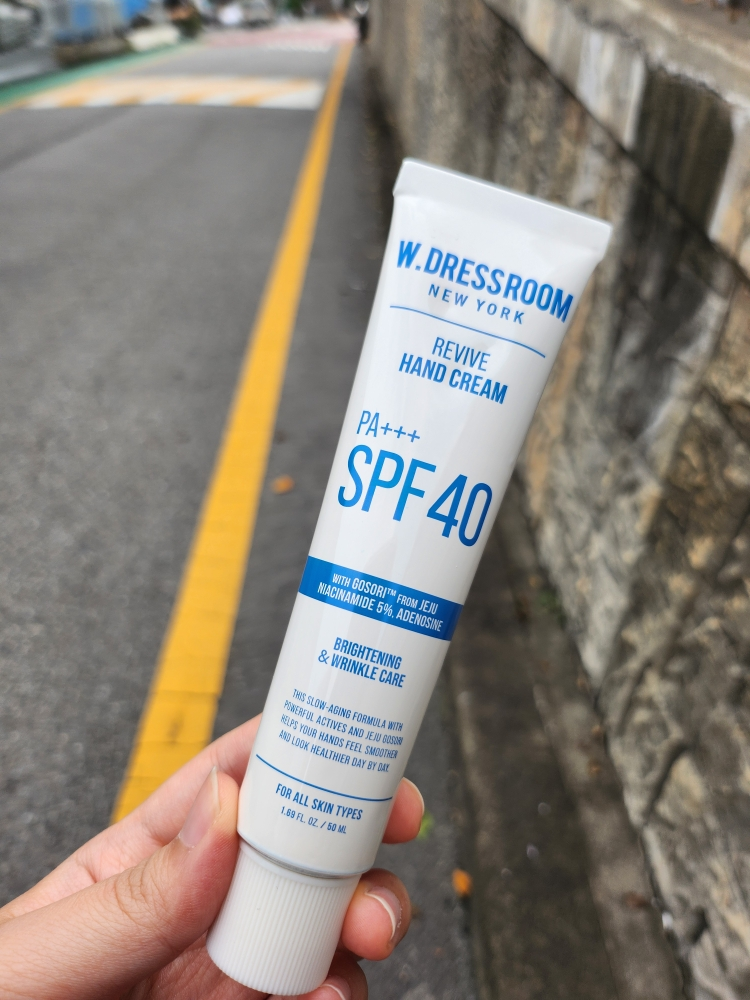 W.DRESSROOM
NEW YORK
REVIVE
HAND CREAM
PA+++
SPF40
WITH GOSORI™ FROM JEJU
NIACINAMIDE 5%, ADENOSINE
BRIGHTENING
& WRINKLE CARE
THIS SLOW-AGING FORMULA WITH
POWERFUL ACTIVES AND JEJU GOSORI
HELPS YOUR HANDS FEEL SMOOTHER
AND LOOK HEALTHIER DAY BY DAY.
FOR ALL SKIN TYPES
1.69 FL. OZ. / 50 ML